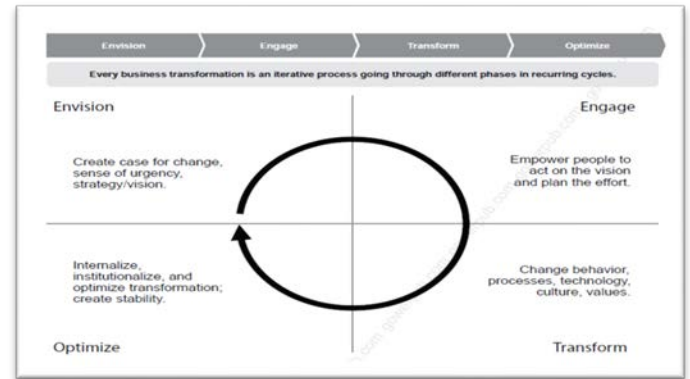 Envision Engage Transform Optimize
Every business transformation is an iterative process going through different phases in recurring cycles.
Envision
Engage
Create case for change,
sense of urgency,
strategy/vision.
Empower people to
act on the vision
and plan the effort.
Internalize,
institutionalize, and
optimize transformation;
create stability.
Change behavior,
processes, technology,
culture, values.
Optimize
Transform